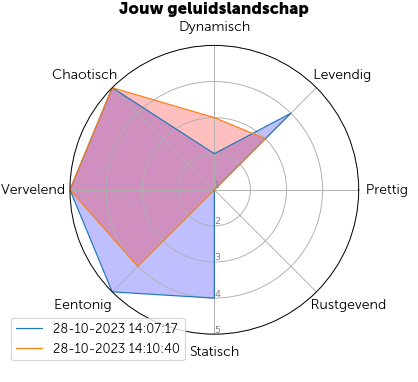 Jouw geluidslandschap
Dynamisch
Chaotisch
Levendig
Vervelend
Prettig
1
2
3
4
5
Eentonig
Rustgevend
Statisch
28-10-2023 14:07:17
28-10-2023 14:10:40